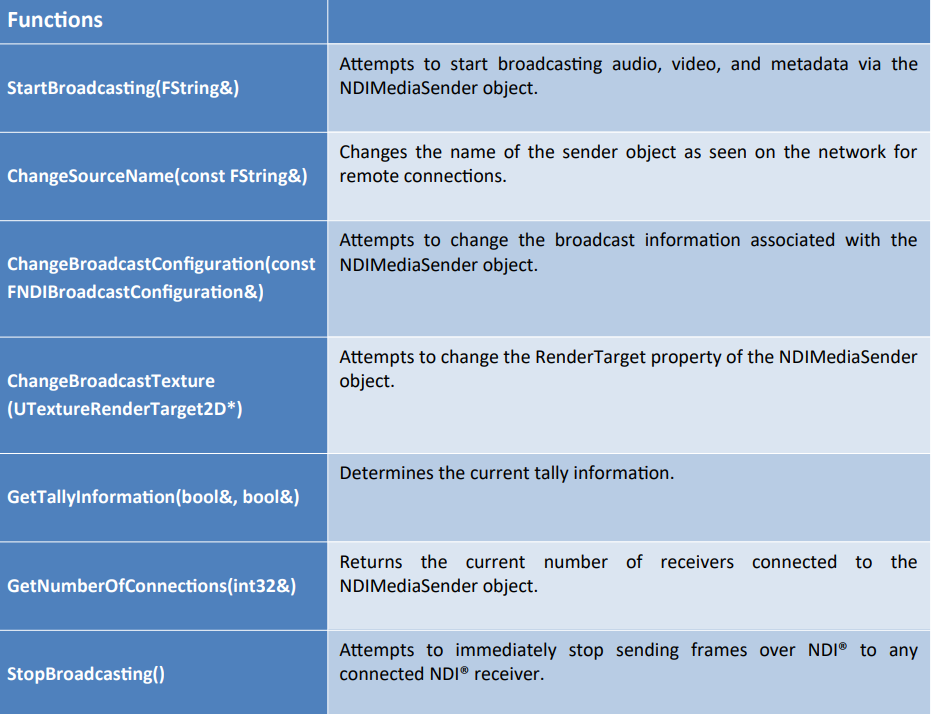 Functions
StartBroadcasting(FString&)
Attempts to start broadcasting audio, video, and metadata via the
NDIMediaSender object.
ChangeSourceName(const FString&)
Changes the name of the sender object as seen on the network for
remote connections.
ChangeBroadcastConfiguration(const
FNDIBroadcastConfiguration&)
Attempts to change the broadcast information associated with the
NDIMediaSender object.
ChangeBroadcastTexture
(UTextureRenderTarget2D*)
Attempts to change the RenderTarget property of the NDIMediaSender
object.
GetTallyInformation(bool&, bool&)
Determines the current tally information.
GetNumberOfConnections(int32&)
Returns the current number of receivers connected to the
NDIMediaSender object.
StopBroadcasting()
Attempts to immediately stop sending frames over NDI® to any
connected NDI® receiver.